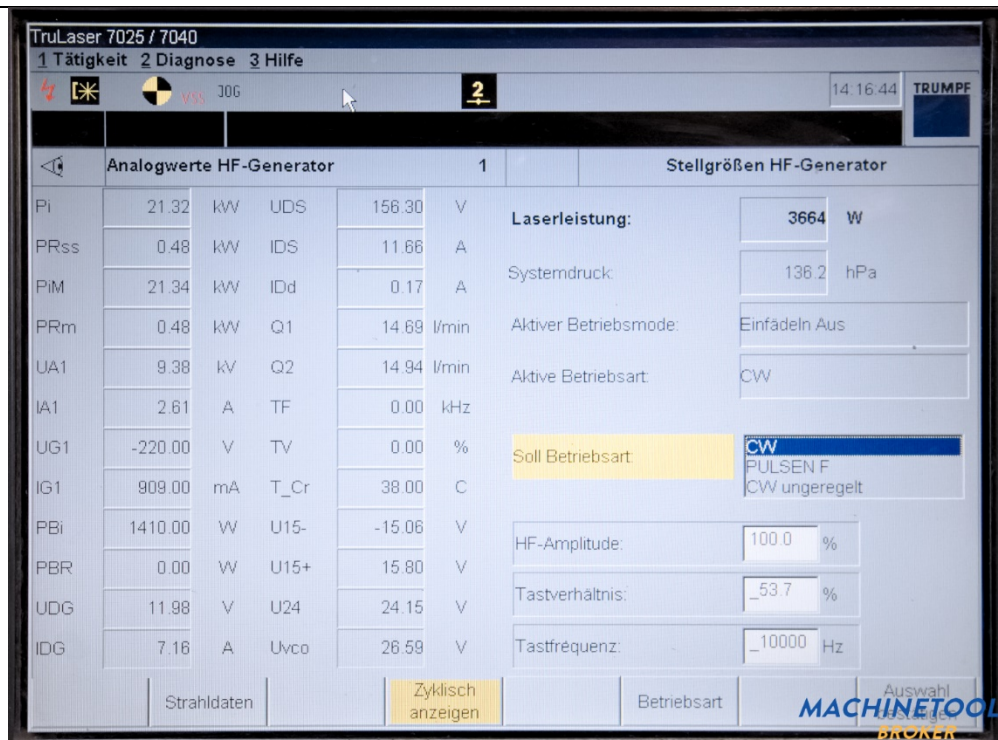 TruLaser 7025 / 7040
1 Tätigkeit 2 Diagnose 3 Hilfe
VSS JOG 2 14:16:44 TRUMPF
Analogwerte HF-Generator 1 Stellgrößen HF-Generator
Pi 21.32 kW UDS 156.30 V
PRss 0.48 kW IDS 11.66 A
PiM 21.34 kW IDd 0.17 A
PRm 0.48 kW Q1 14.69 l/min
UA1 9.38 kV Q2 14.94 l/min
IA1 2.61 A TF 0.00 kHz
UG1 -220.00 V TV 0.00 %
IG1 909.00 mA T_Cr 38.00 C
PBi 1410.00 W U15- -15.06 V
PBR 0.00 W U15+ 15.80 V
UDG 11.98 V U24 24.15 V
IDG 7.16 A Uvco 26.59 V
Laserleistung: 3664 W
Systemdruck: 136.2 hPa
Aktiver Betriebsmode: Einfädeln Aus
Aktive Betriebsart: CW
Soll Betriebsart: CW
PULSEN F
CW ungeregelt
HF-Amplitude: 100.0 %
Tastverhältnis: _53.7 %
Tastfrequenz: _10000 Hz
Strahldaten
Zyklisch
anzeigen
Betriebsart
Auswahl
MACHINETOOL
BROKER